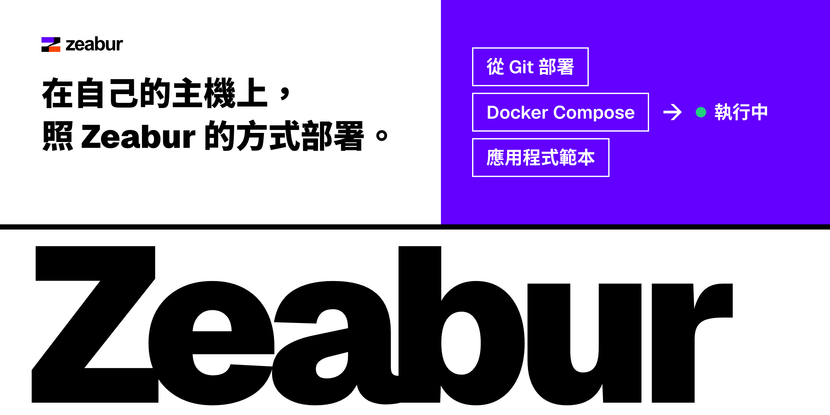 zeabur
在自己的主機上，
照 Zeabur 的方式部署。
從 Git 部署
Docker Compose
→ 執行中
應用程式範本
Zeabur